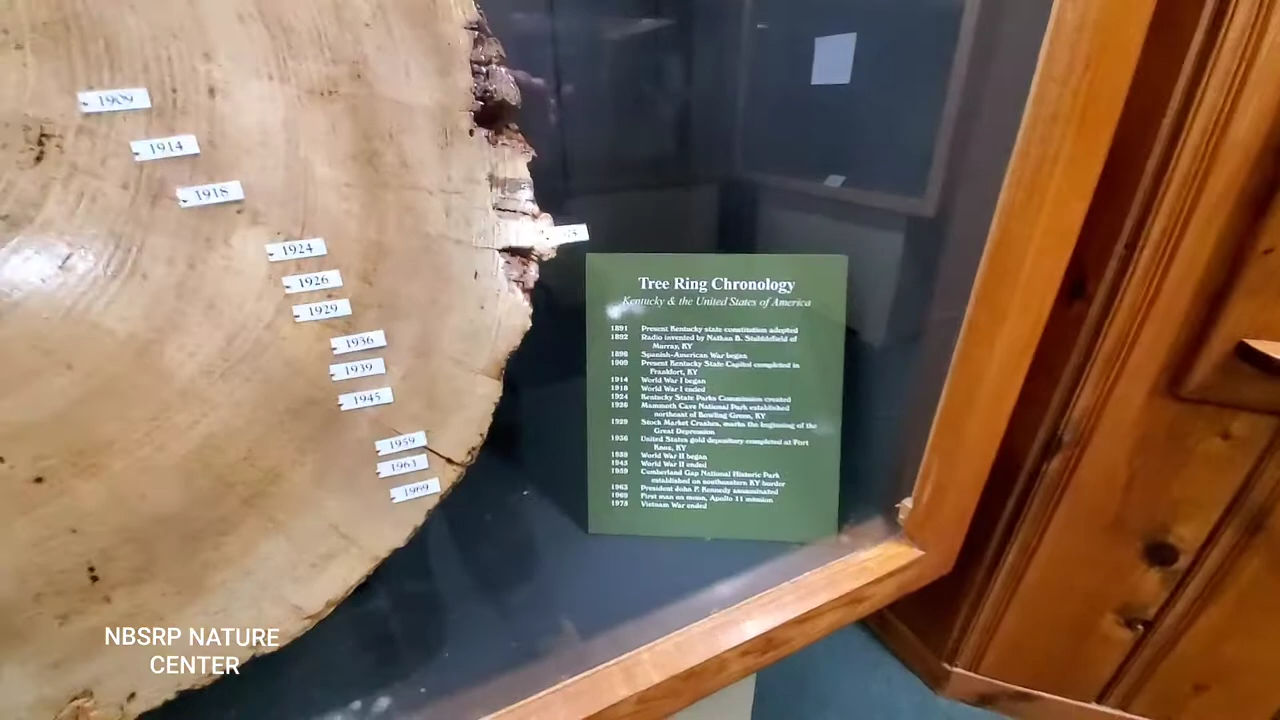 1909
1914
1918
1924
1926
1929
1936
1939
1945
1959
1963
1969
Tree Ring Chronology
Kentucky & the United States of America
1891 Present Kentucky state constitution adopted
1892 Radio invented by Nathan B. Stubblefield of
Murray, KY
1898 Spanish-American War began
1909 Present Kentucky State Capitol completed in
Frankfort, KY
1914 World War I began
1918 World War I ended
1924 Kentucky State Parks Commission created
1926 Mammoth Cave National Park established
northeast of Bowling Green, KY
1929 Stock Market Crashes, marks the beginning of the
Great Depression
1936 United States gold depository completed at Fort
Knox, KY
1939 World War II began
1945 World War II ended
1959 Cumberland Gap National Historic Park
established on southeastern KY border
1963 President John F. Kennedy assassinated
1969 First man on moon, Apollo 11 mission
1973 Vietnam War ended
NBSRP NATURE
CENTER